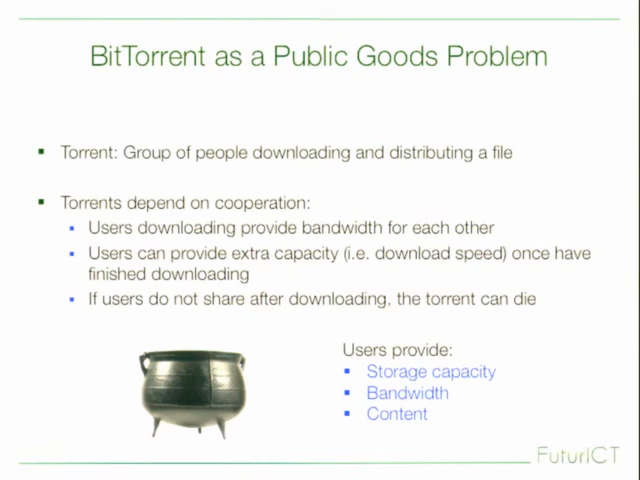 BitTorrent as a Public Goods Problem
Torrent: Group of people downloading and distributing a file
Torrents depend on cooperation:
Users downloading provide bandwidth for each other
Users can provide extra capacity (i.e. download speed) once have
finished downloading
If users do not share after downloading, the torrent can die
Users provide:
Storage capacity
Bandwidth
Content
FuturICT